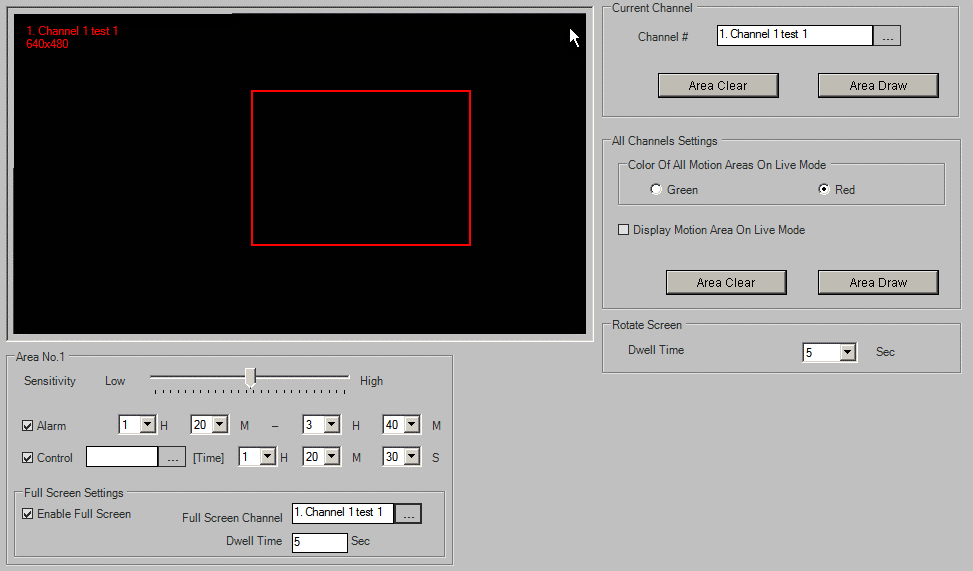 1. Channel 1 test 1
640x480
Current Channel
Channel # 1. Channel 1 test 1 ...
Area Clear Area Draw
All Channels Settings
Color Of All Motion Areas On Live Mode
Green Red
Display Motion Area On Live Mode
Area Clear Area Draw
Rotate Screen
Dwell Time 5 Sec
Area No.1
Sensitivity Low High
Alarm 1 H 20 M – 3 H 40 M
Control ... [Time] 1 H 20 M 30 S
Full Screen Settings
Enable Full Screen Full Screen Channel 1. Channel 1 test 1 ...
Dwell Time 5 Sec